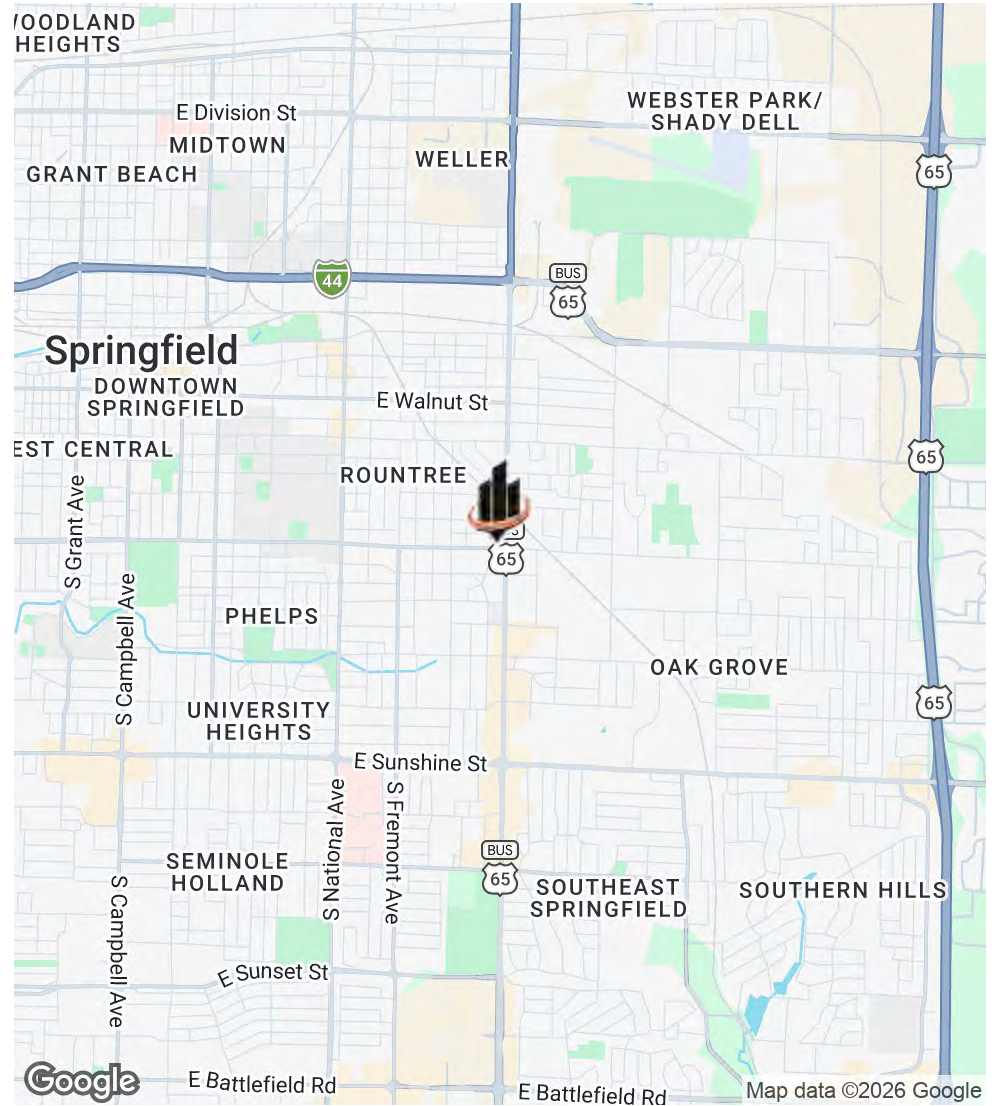 WOODLAND
HEIGHTS
E Division St
MIDTOWN
WEBSTER PARK/
SHADY DELL
WELLER
GRANT BEACH
65
44
BUS
65
Springfield
DOWNTOWN
SPRINGFIELD
E Walnut St
EST CENTRAL
65
ROUNTREE
S Grant Ave
65
S Campbell Ave
PHELPS
OAK GROVE
65
UNIVERSITY
HEIGHTS
E Sunshine St
S National Ave
S Fremont Ave
BUS
65
SEMINOLE
HOLLAND
SOUTHEAST
SPRINGFIELD
SOUTHERN HILLS
S Campbell Ave
E Sunset St
Google
E Battlefield Rd
E Battlefield Rd
Map data ©2026 Google